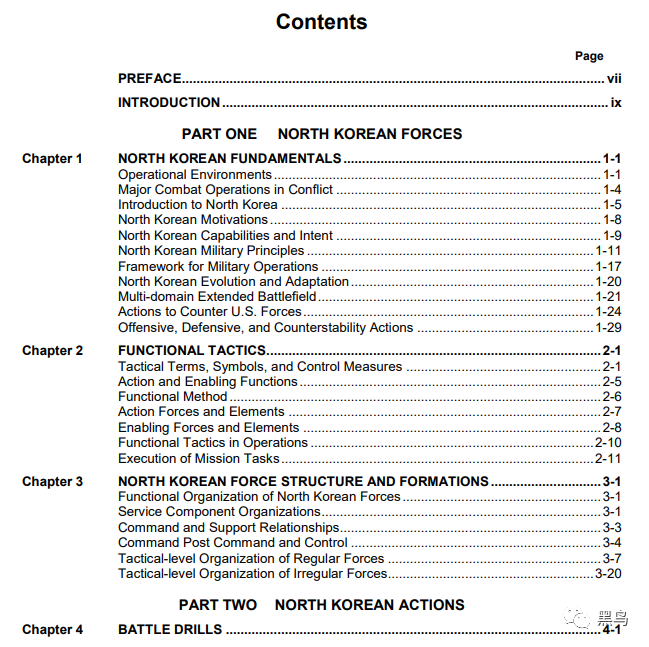 Contents
Page
PREFACE.......... vii
INTRODUCTION .......... ix
PART ONE NORTH KOREAN FORCES
Chapter 1 NORTH KOREAN FUNDAMENTALS .......... 1-1
Operational Environments .......... 1-1
Major Combat Operations in Conflict .......... 1-4
Introduction to North Korea .......... 1-5
North Korean Motivations .......... 1-8
North Korean Capabilities and Intent .......... 1-9
North Korean Military Principles .......... 1-11
Framework for Military Operations .......... 1-17
North Korean Evolution and Adaptation .......... 1-20
Multi-domain Extended Battlefield .......... 1-21
Actions to Counter U.S. Forces .......... 1-24
Offensive, Defensive, and Counterstability Actions .......... 1-29
Chapter 2 FUNCTIONAL TACTICS .......... 2-1
Tactical Terms, Symbols, and Control Measures .......... 2-1
Action and Enabling Functions .......... 2-5
Functional Method .......... 2-6
Action Forces and Elements .......... 2-7
Enabling Forces and Elements .......... 2-8
Functional Tactics in Operations .......... 2-10
Execution of Mission Tasks .......... 2-11
Chapter 3 NORTH KOREAN FORCE STRUCTURE AND FORMATIONS .......... 3-1
Functional Organization of North Korean Forces .......... 3-1
Service Component Organizations .......... 3-1
Command and Support Relationships .......... 3-3
Command Post Command and Control .......... 3-4
Tactical-level Organization of Regular Forces .......... 3-7
Tactical-level Organization of Irregular Forces .......... 3-20
PART TWO NORTH KOREAN ACTIONS
Chapter 4 BATTLE DRILLS .......... 4-1
黑鸟